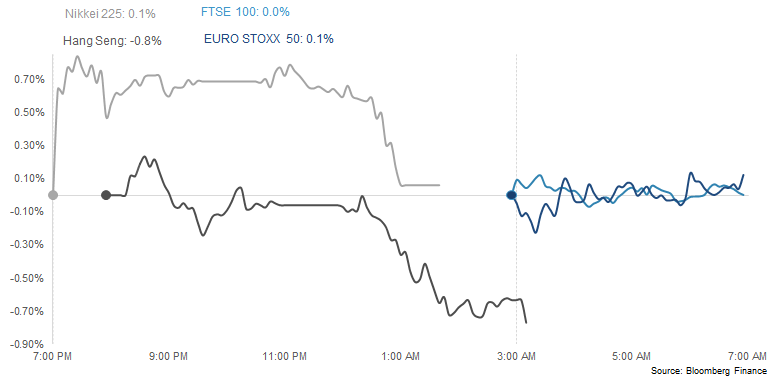 Nikkei 225: 0.1%
FTSE 100: 0.0%
Hang Seng: -0.8%
EURO STOXX 50: 0.1%
0.70%
0.50%
0.30%
0.10%
-0.10%
-0.30%
-0.50%
-0.70%
-0.90%
7:00 PM 9:00 PM 11:00 PM 1:00 AM 3:00 AM 5:00 AM 7:00 AM
Source: Bloomberg Finance